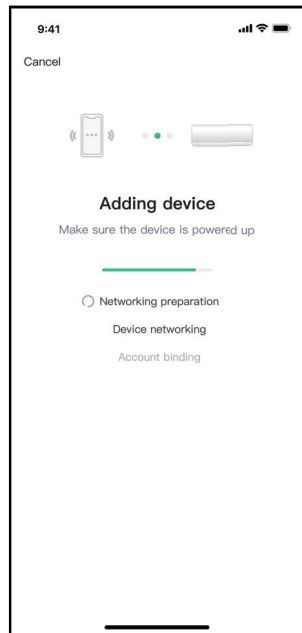 9:41
Cancel
Adding device
Make sure the device is powered up
Networking preparation
Device networking
Account binding